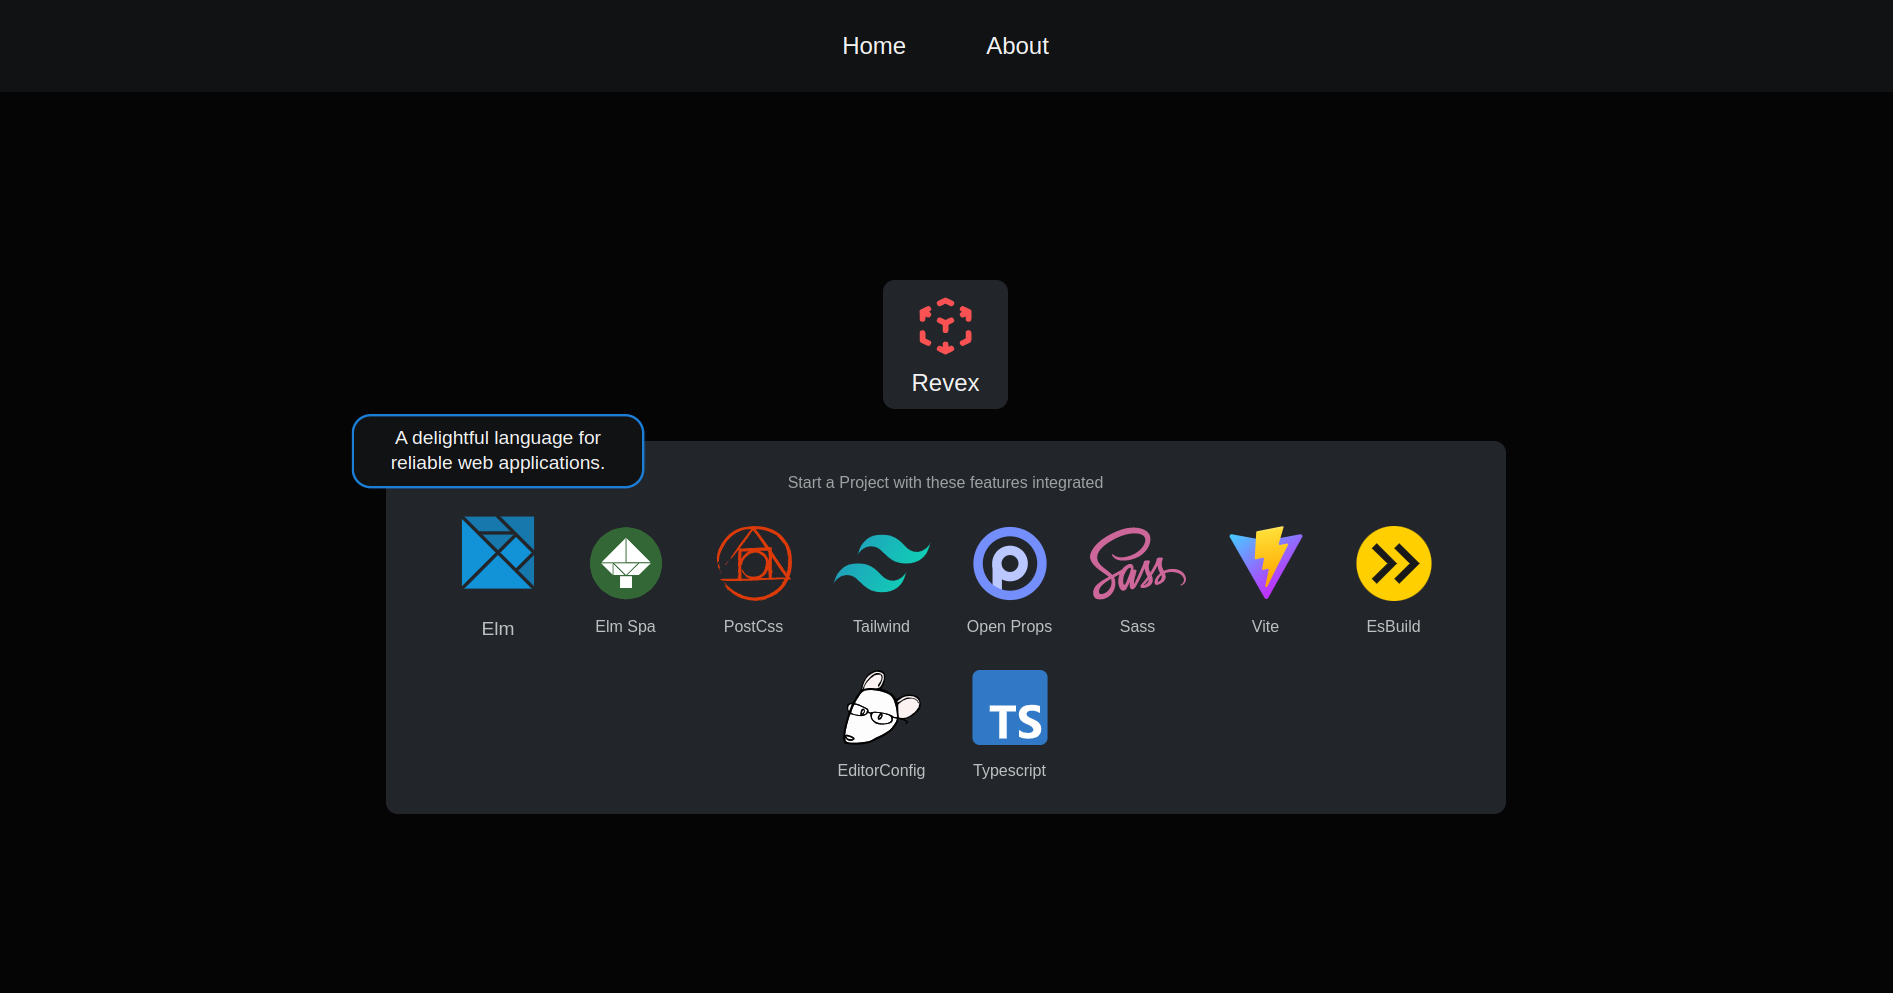 Home
About
Revex
A delightful language for
reliable web applications.
Start a Project with these features integrated
Elm
Elm Spa
PostCss
Tailwind
Open Props
Sass
Sass
Vite
EsBuild
TS
EditorConfig
Typescript